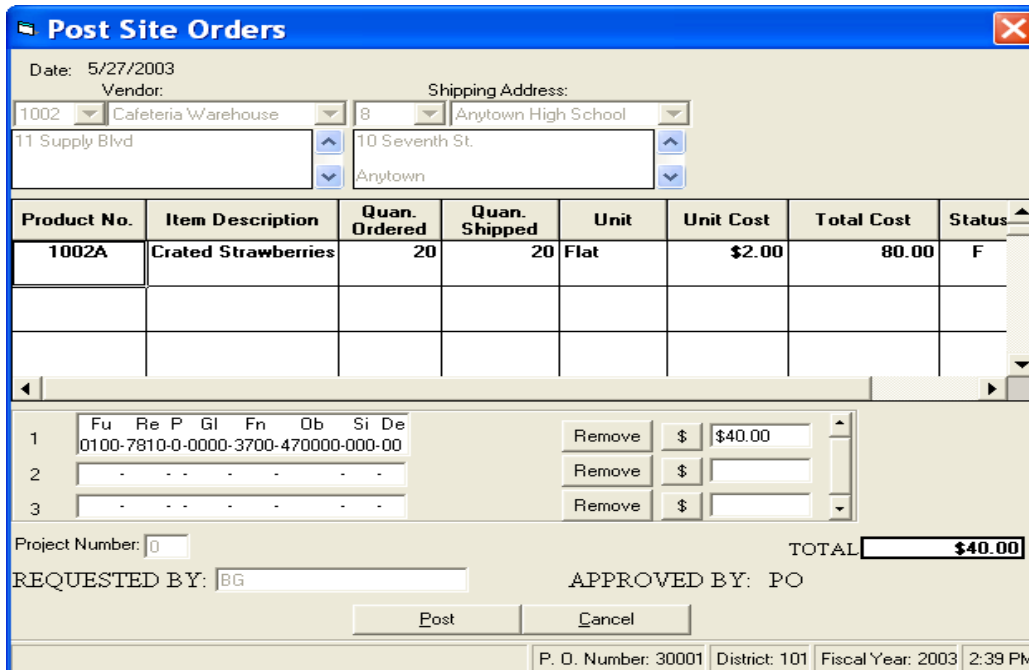 Post Site Orders
Date: 5/27/2003
Vendor: Shipping Address:
1002 Cafeteria Warehouse 8 Anytown High School
11 Supply Blvd 10 Seventh St.
Anytown
Product No. Item Description Quan. Ordered Quan. Shipped Unit Unit Cost Total Cost Status
1002A Crated Strawberries 20 20 Flat $2.00 80.00 F
Fu Re P Gl Fn Ob Si De
1 0100-7810-0-0000-3700-470000-000-00 Remove $ $40.00
2 - - - - - - - Remove $
3 - - - - - - - Remove $
Project Number: 0 TOTAL $40.00
REQUESTED BY: BG APPROVED BY: PO
Post Cancel
P. O. Number: 30001 District: 101 Fiscal Year: 2003 2:39 PM